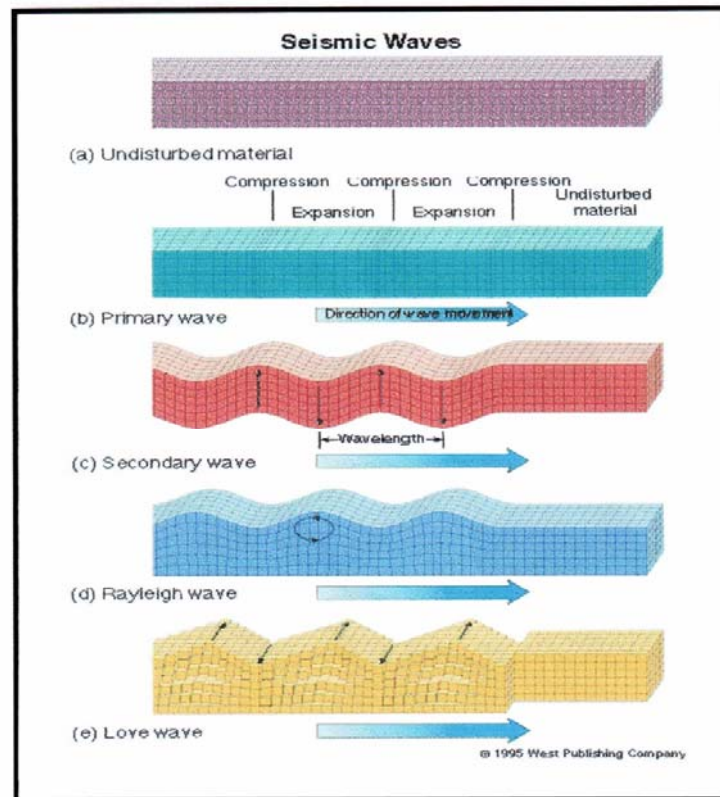 Seismic Waves
(a) Undisturbed material
Compression Compression Compression
Expansion Expansion
Undisturbed
material
(b) Primary wave
Direction of wave movement
Wavelength
(c) Secondary wave
(d) Rayleigh wave
(e) Love wave
© 1995 West Publishing Company